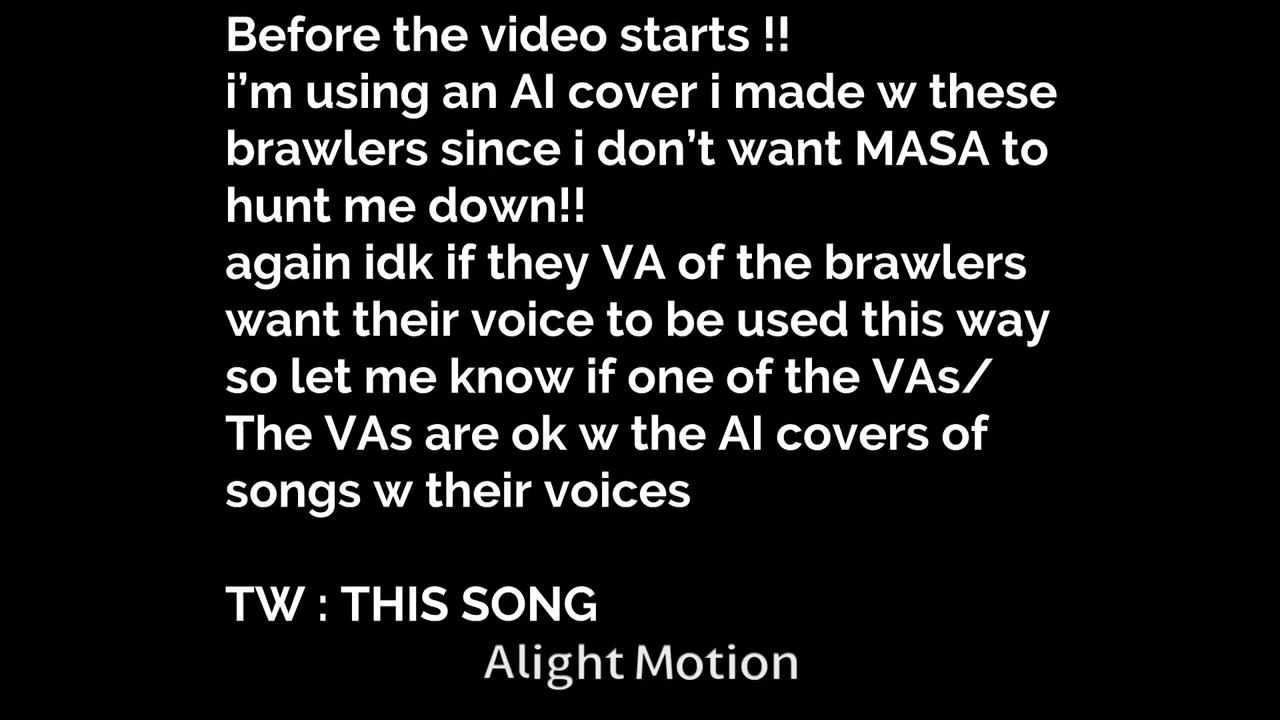 Before the video starts !!
i’m using an AI cover i made w these
brawlers since i don’t want MASA to
hunt me down!!
again idk if they VA of the brawlers
want their voice to be used this way
so let me know if one of the VAs/
The VAs are ok w the AI covers of
songs w their voices
TW : THIS SONG
Alight Motion